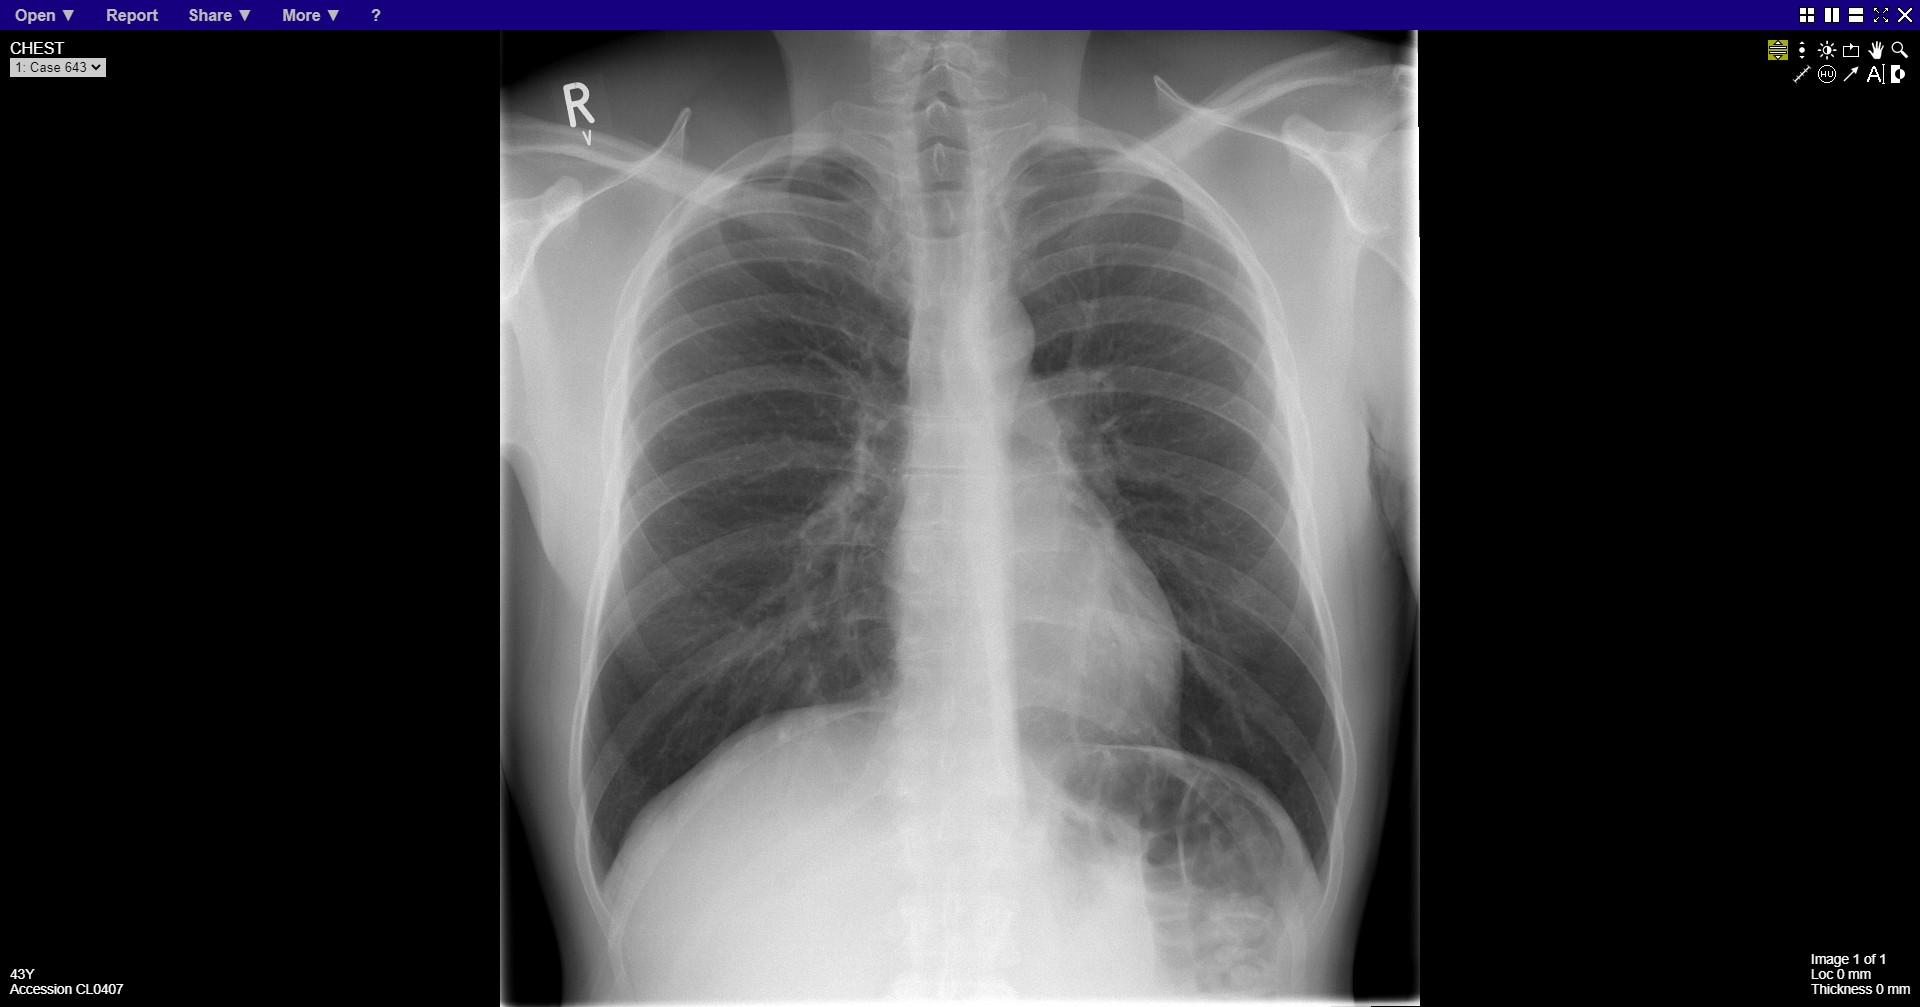 Open ▼ Report Share ▼ More ▼ ?
CHEST
1: Case 643
R
V
HU
A
43Y
Accession CL0407
Image 1 of 1
Loc 0 mm
Thickness 0 mm